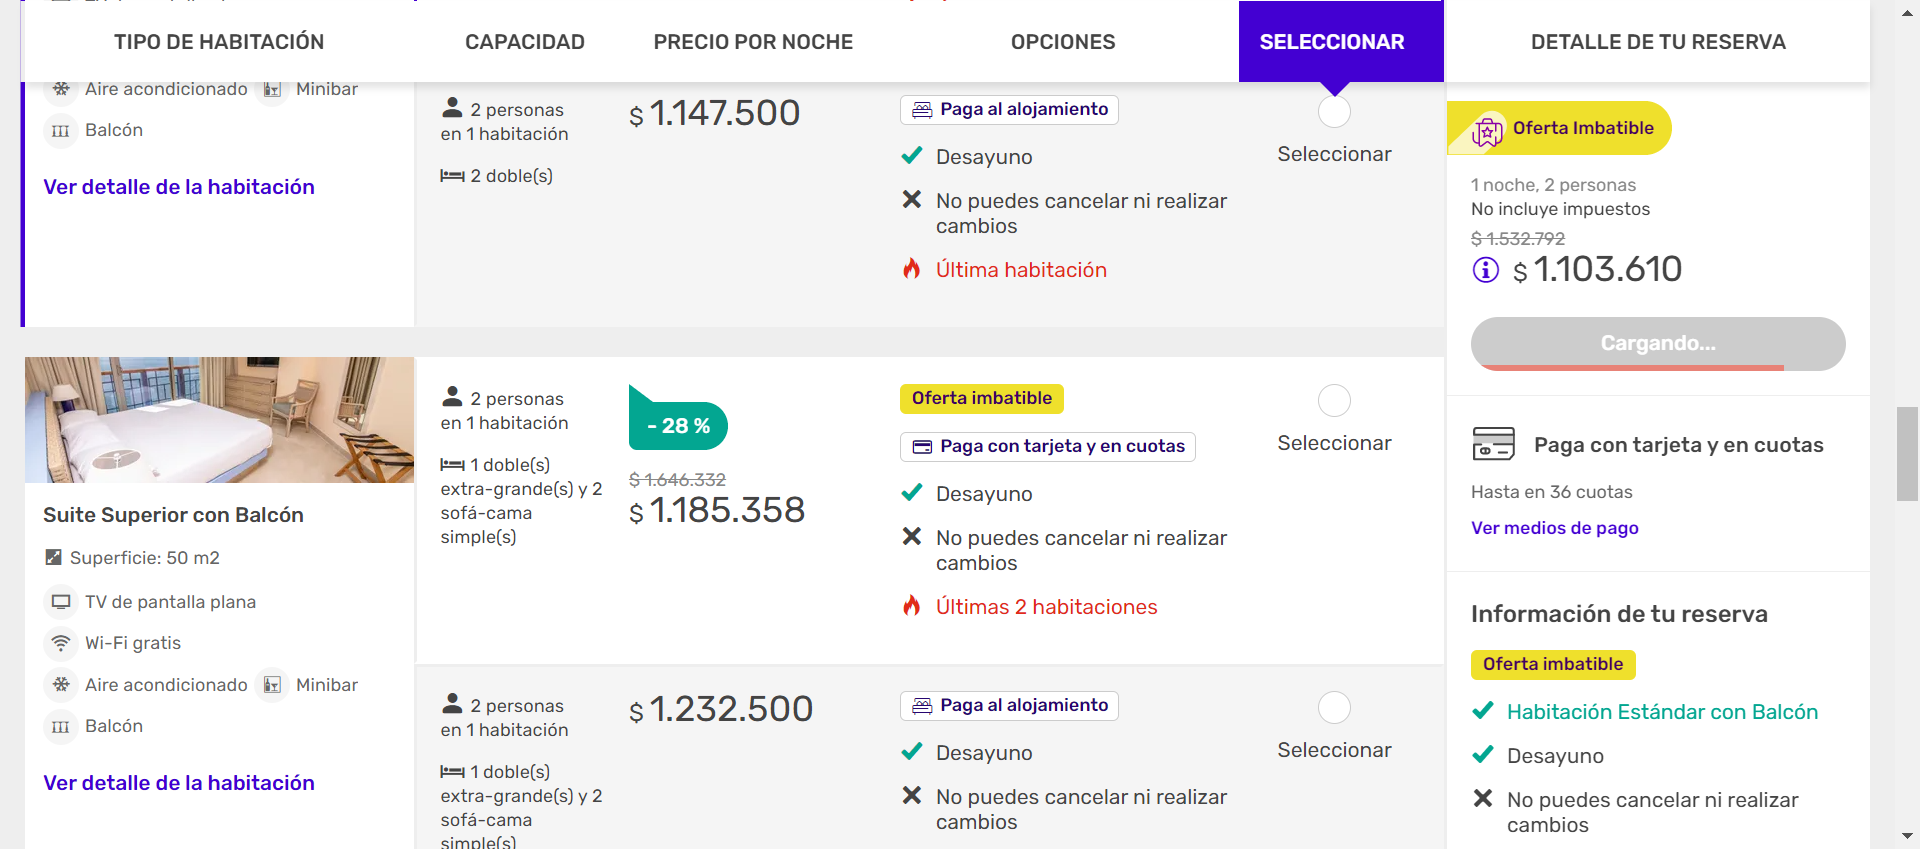 TIPO DE HABITACIÓN
CAPACIDAD
PRECIO POR NOCHE
OPCIONES
SELECCIONAR
DETALLE DE TU RESERVA
Aire acondicionado
Minibar
Balcón
Ver detalle de la habitación
2 personas
en 1 habitación
2 doble(s)
$ 1.147.500
Paga al alojamiento
Desayuno
No puedes cancelar ni realizar
cambios
Última habitación
Seleccionar
Suite Superior con Balcón
Superficie: 50 m2
TV de pantalla plana
Wi-Fi gratis
Aire acondicionado
Minibar
Balcón
Ver detalle de la habitación
2 personas
en 1 habitación
1 doble(s)
extra-grande(s) y 2
sofá-cama
simple(s)
- 28 %
$ 1.646.332
$ 1.185.358
Oferta imbatible
Paga con tarjeta y en cuotas
Desayuno
No puedes cancelar ni realizar
cambios
Últimas 2 habitaciones
Seleccionar
2 personas
en 1 habitación
1 doble(s)
extra-grande(s) y 2
sofá-cama
simple(s)
$ 1.232.500
Paga al alojamiento
Desayuno
No puedes cancelar ni realizar
cambios
Seleccionar
Oferta Imbatible
1 noche, 2 personas
No incluye impuestos
$ 1.532.792
$ 1.103.610
Cargando...
Paga con tarjeta y en cuotas
Hasta en 36 cuotas
Ver medios de pago
Información de tu reserva
Oferta imbatible
Habitación Estándar con Balcón
Desayuno
No puedes cancelar ni realizar
cambios